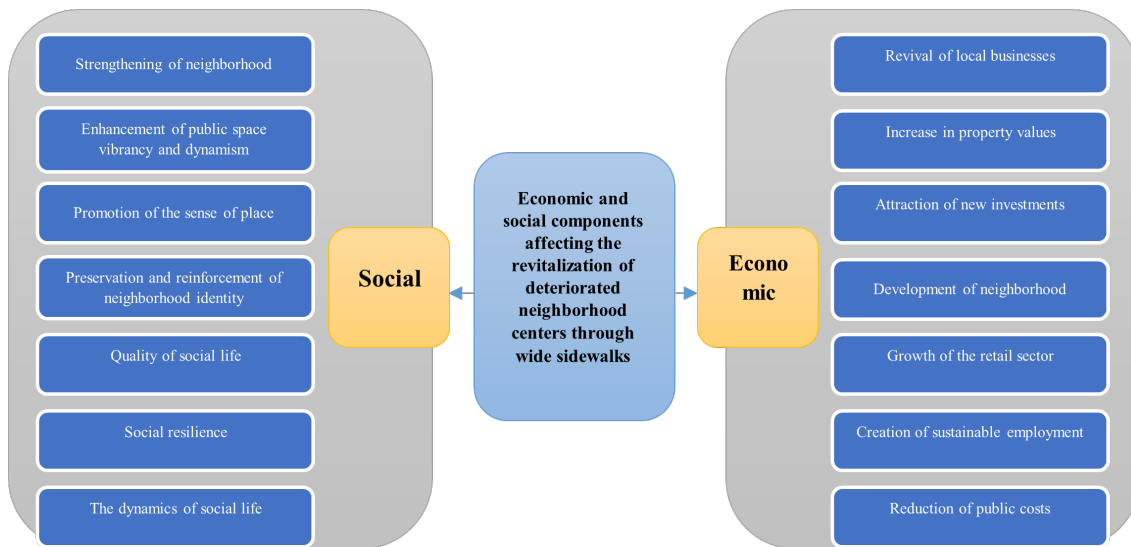 Strengthening of neighborhood
Enhancement of public space
vibrancy and dynamism
Promotion of the sense of place
Preservation and reinforcement of
neighborhood identity
Quality of social life
Social resilience
The dynamics of social life
Social
Economic and
social components
affecting the
revitalization of
deteriorated
neighborhood
centers through
wide sidewalks
Econo
mic
Revival of local businesses
Increase in property values
Attraction of new investments
Development of neighborhood
Growth of the retail sector
Creation of sustainable employment
Reduction of public costs